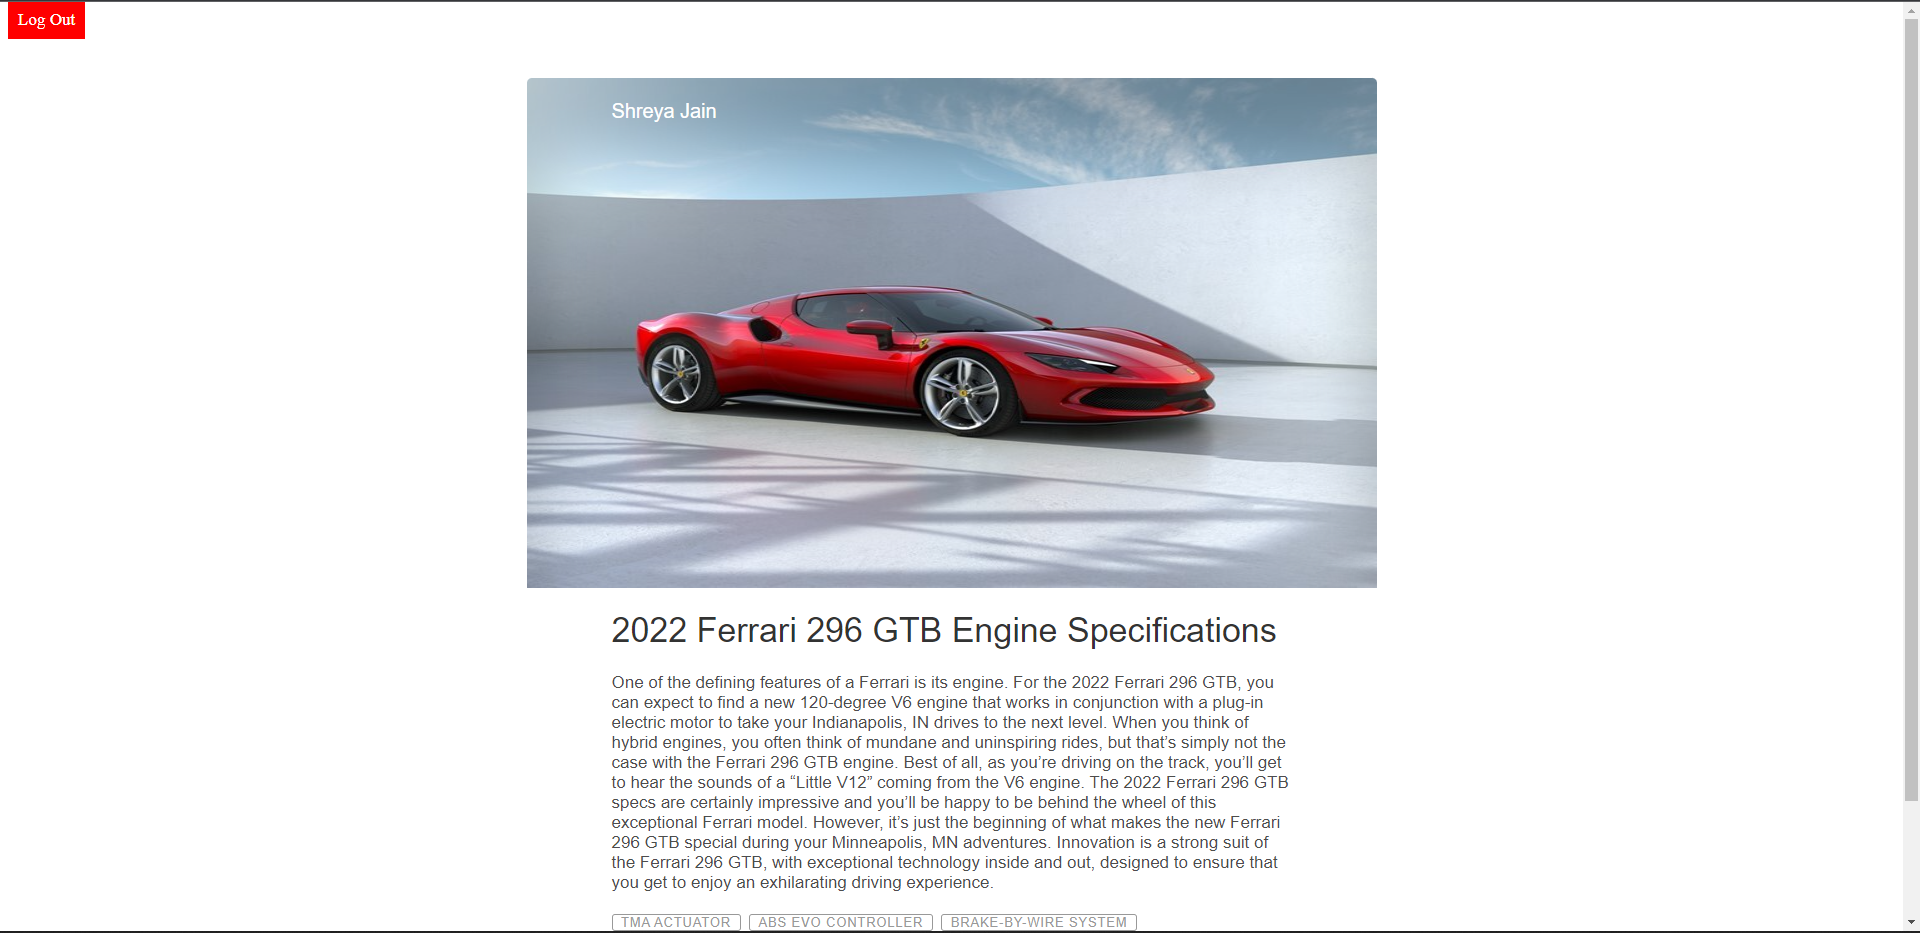 Log Out
Shreya Jain
2022 Ferrari 296 GTB Engine Specifications
One of the defining features of a Ferrari is its engine. For the 2022 Ferrari 296 GTB, you
can expect to find a new 120-degree V6 engine that works in conjunction with a plug-in
electric motor to take your Indianapolis, IN drives to the next level. When you think of
hybrid engines, you often think of mundane and uninspiring rides, but that’s simply not the
case with the Ferrari 296 GTB engine. Best of all, as you’re driving on the track, you’ll get
to hear the sounds of a “Little V12” coming from the V6 engine. The 2022 Ferrari 296 GTB
specs are certainly impressive and you’ll be happy to be behind the wheel of this
exceptional Ferrari model. However, it’s just the beginning of what makes the new Ferrari
296 GTB special during your Minneapolis, MN adventures. Innovation is a strong suit of
the Ferrari 296 GTB, with exceptional technology inside and out, designed to ensure that
you get to enjoy an exhilarating driving experience.
TMA ACTUATOR ABS EVO CONTROLLER BRAKE-BY-WIRE SYSTEM